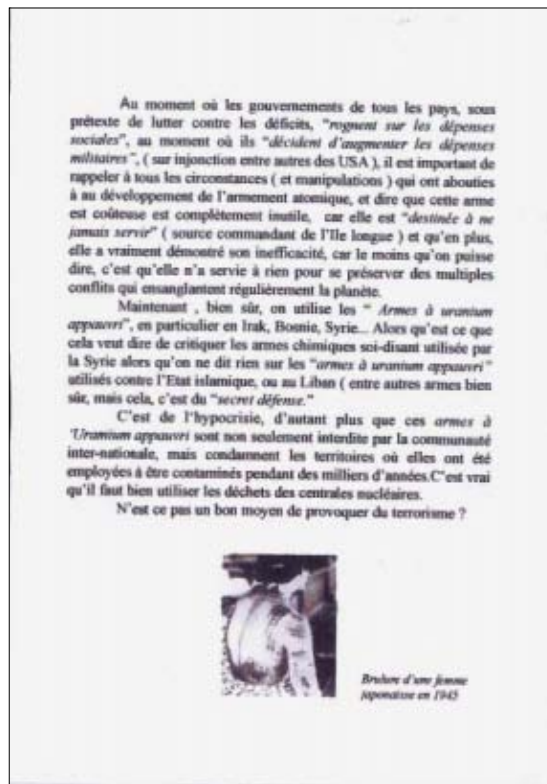 Au moment où les gouvernements de tous les pays, sous
prétexte de lutter contre les déficits, "rognent sur les dépenses
sociales", au moment où ils "décident d'augmenter les dépenses
militaires", ( sur injonction entre autres des USA ), il est important de
rappeler à tous les circonstances ( et manipulations ) qui ont abouties
à au développement de l'armement atomique, et dire que cette arme
est coûteuse est complètement inutile, car elle est "destinée à ne
jamais servir" ( source commandant de l'Ile longue ) et qu'en plus,
elle a vraiment démontré son inefficacité, car le moins qu'on puisse
dire, c'est qu'elle n'a servie à rien pour se préserver des multiples
conflits qui ensanglantent régulièrement la planète.
Maintenant , bien sûr, on utilise les " Armes à uranium
appauvri", en particulier en Irak, Bosnie, Syrie... Alors qu'est ce que
cela veut dire de critiquer les armes chimiques soi-disant utilisée par
la Syrie alors qu'on ne dit rien sur les "armes à uranium appauvri"
utilisés contre l'Etat islamique, ou au Liban ( entre autres armes bien
sûr, mais cela, c'est du "secret défense."
C'est de l'hypocrisie, d'autant plus que ces armes à
'Uranium appauvri sont non seulement interdite par la communauté
inter-nationale, mais condamnent les territoires où elles ont été
employées à être contaminés pendant des milliers d'années.C'est vrai
qu'il faut bien utiliser les déchets des centrales nucléaires.
N'est ce pas un bon moyen de provoquer du terrorisme ?
Brulure d'une femme
japonaise en 1945